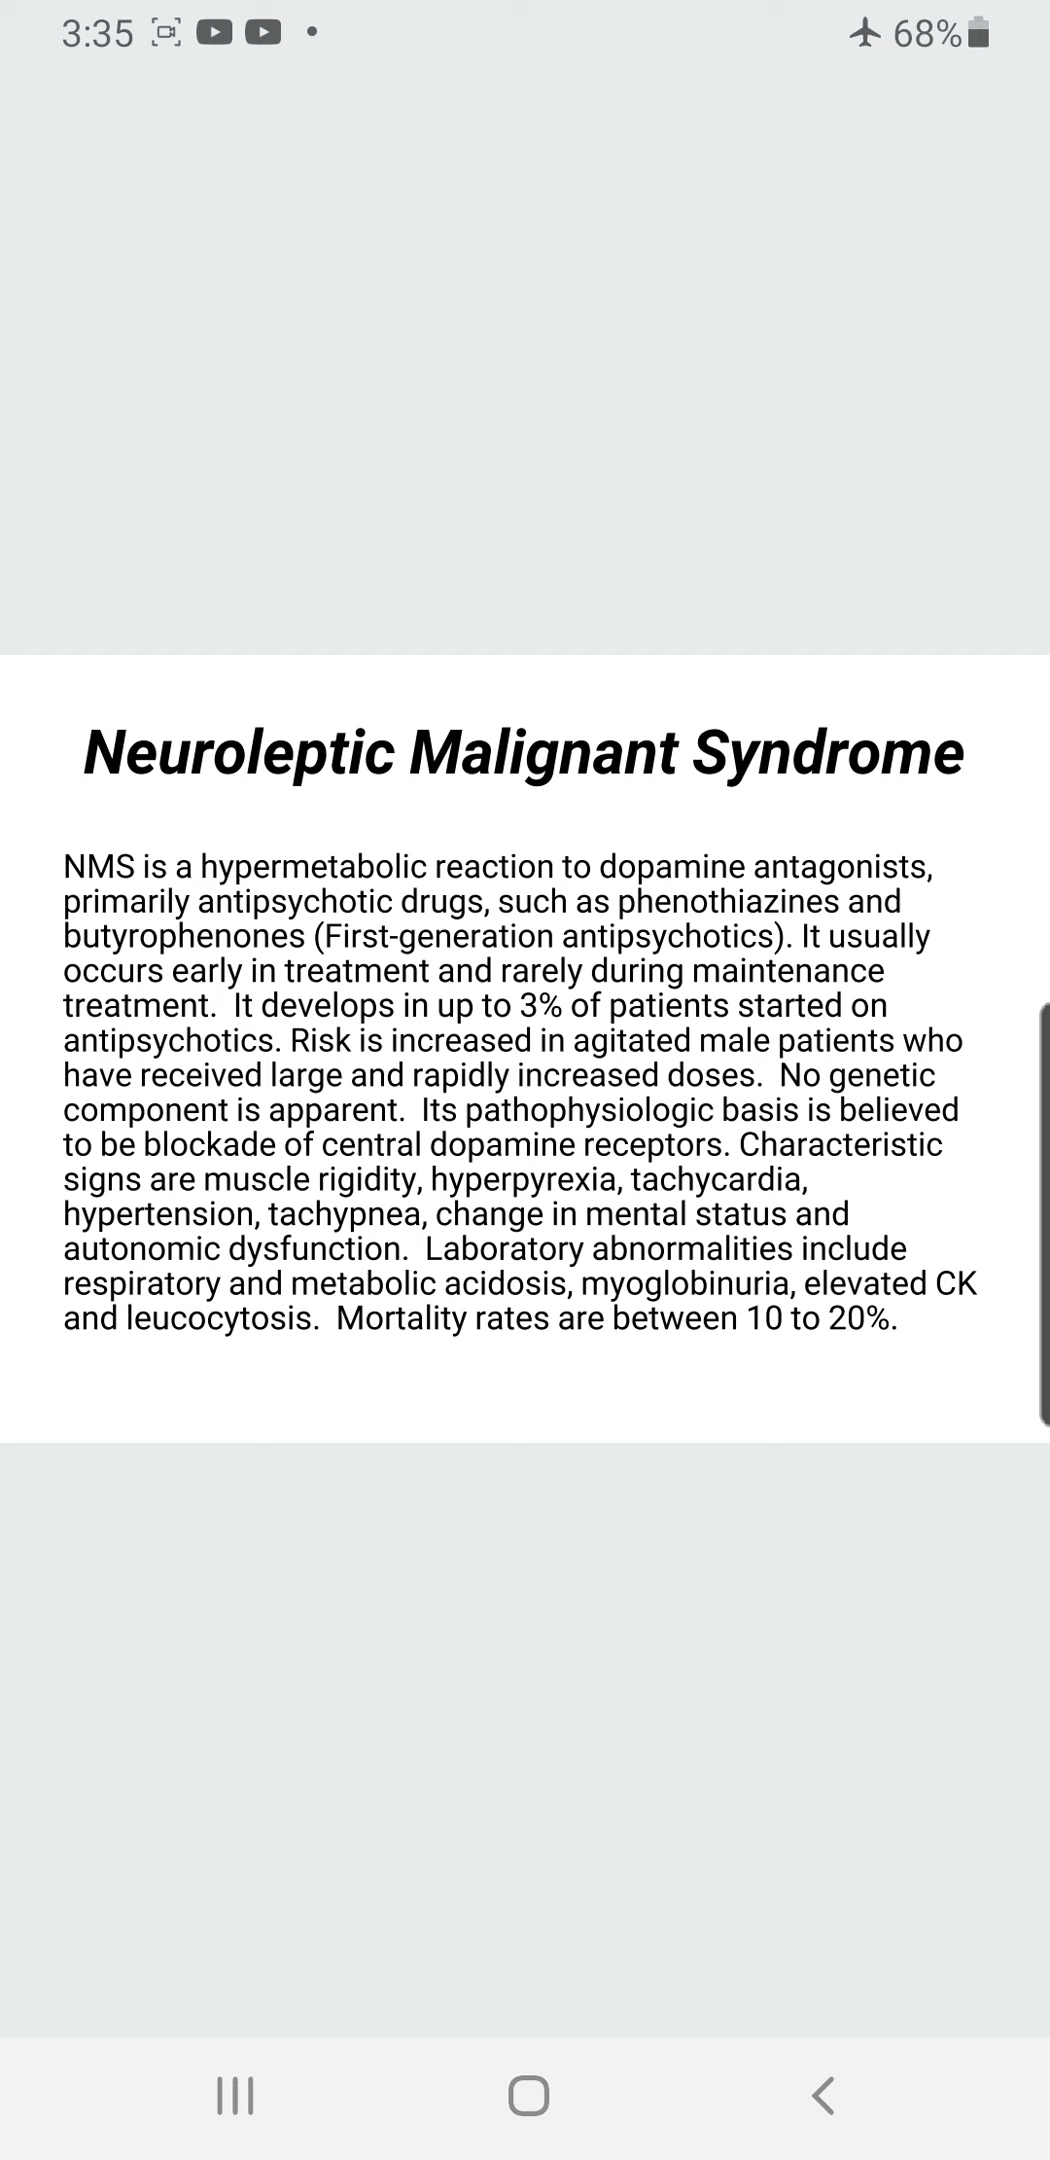 3:35
68%
Neuroleptic Malignant Syndrome
NMS is a hypermetabolic reaction to dopamine antagonists,
primarily antipsychotic drugs, such as phenothiazines and
butyrophenones (First-generation antipsychotics). It usually
occurs early in treatment and rarely during maintenance
treatment.  It develops in up to 3% of patients started on
antipsychotics. Risk is increased in agitated male patients who
have received large and rapidly increased doses.  No genetic
component is apparent.  Its pathophysiologic basis is believed
to be blockade of central dopamine receptors. Characteristic
signs are muscle rigidity, hyperpyrexia, tachycardia,
hypertension, tachypnea, change in mental status and
autonomic dysfunction.  Laboratory abnormalities include
respiratory and metabolic acidosis, myoglobinuria, elevated CK
and leucocytosis.  Mortality rates are between 10 to 20%.